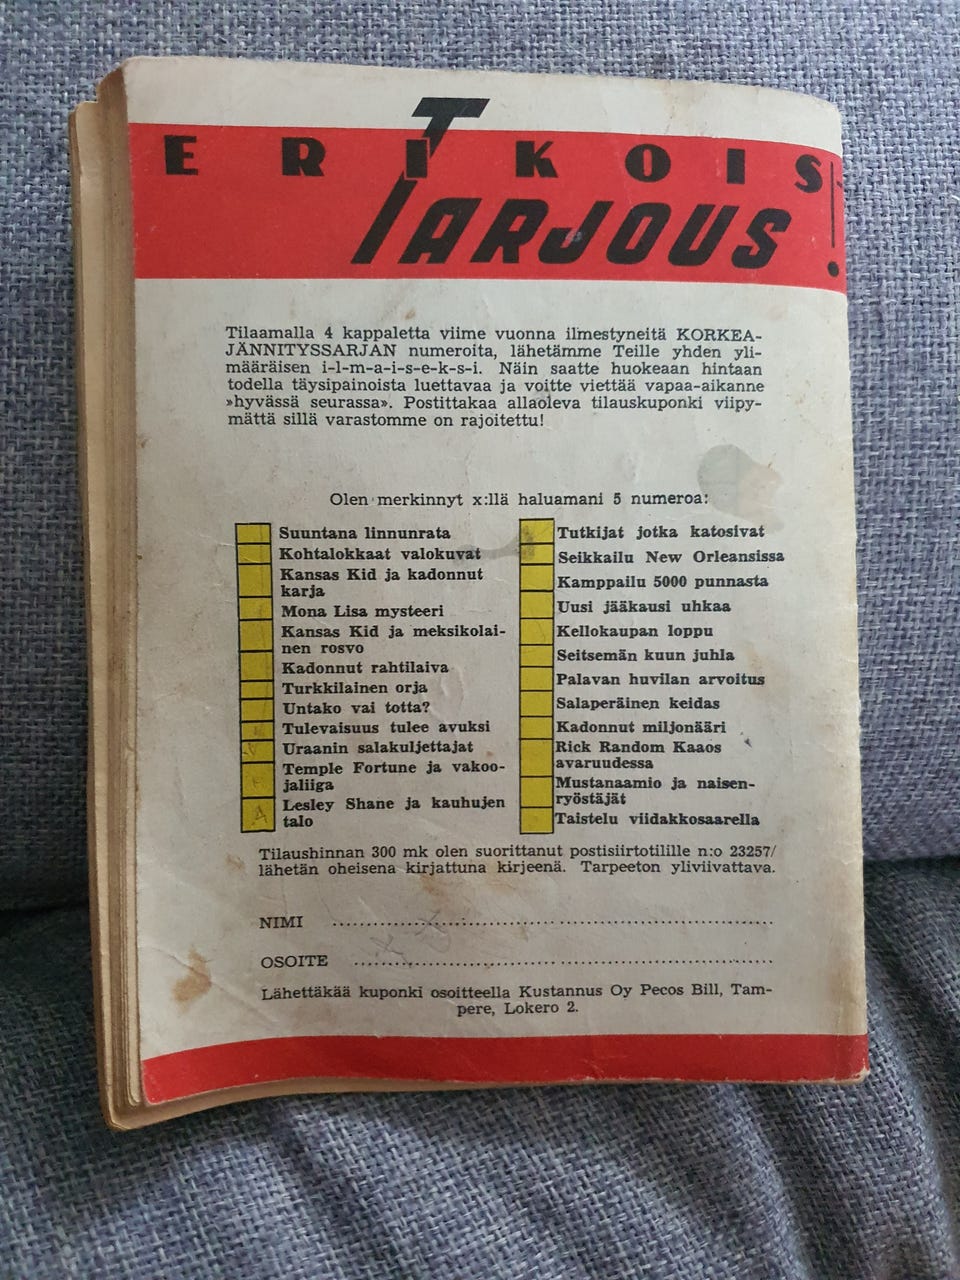 ERIKOIS-
TARJOUS!
Tilaamalla 4 kappaletta viime vuonna ilmestyneitä KORKEA-
JÄNNITYSSARJAN numeroita, lähetämme Teille yhden yli-
määräisen i-l-m-a-i-s-e-k-s-i. Näin saatte huokeaan hintaan
todella täysipainoista luettavaa ja voitte viettää vapaa-aikanne
»hyvässä seurassa». Postittakaa allaoleva tilauskuponki viipy-
mättä sillä varastomme on rajoitettu!
Olen merkinnyt x:llä haluamani 5 numeroa:
Suuntana linnunrata
Kohtalokkaat valokuvat
Kansas Kid ja kadonnut
karja
Mona Lisa mysteeri
Kansas Kid ja meksikolai-
nen rosvo
Kadonnut rahtilaiva
Turkkilainen orja
Untako vai totta?
Tulevaisuus tulee avuksi
Uraanin salakuljettajat
Temple Fortune ja vakoo-
jaliiga
Lesley Shane ja kauhujen
talo
Tutkijat jotka katosivat
Seikkailu New Orleansissa
Kamppailu 5000 punnasta
Uusi jääkausi uhkaa
Kellokaupan loppu
Seitsemän kuun juhla
Palavan huvilan arvoitus
Salaperäinen keidas
Kadonnut miljonääri
Rick Random Kaaos
avaruudessa
Mustanaamio ja naisen-
ryöstäjät
Taistelu viidakkosaarella
Tilaushinnan 300 mk olen suorittanut postisiirtotilille n:o 23257/
lähetän oheisena kirjattuna kirjeenä. Tarpeeton yliviivattava.
NIMI
OSOITE
Lähettäkää kuponki osoitteella Kustannus Oy Pecos Bill, Tam-
pere, Lokero 2.